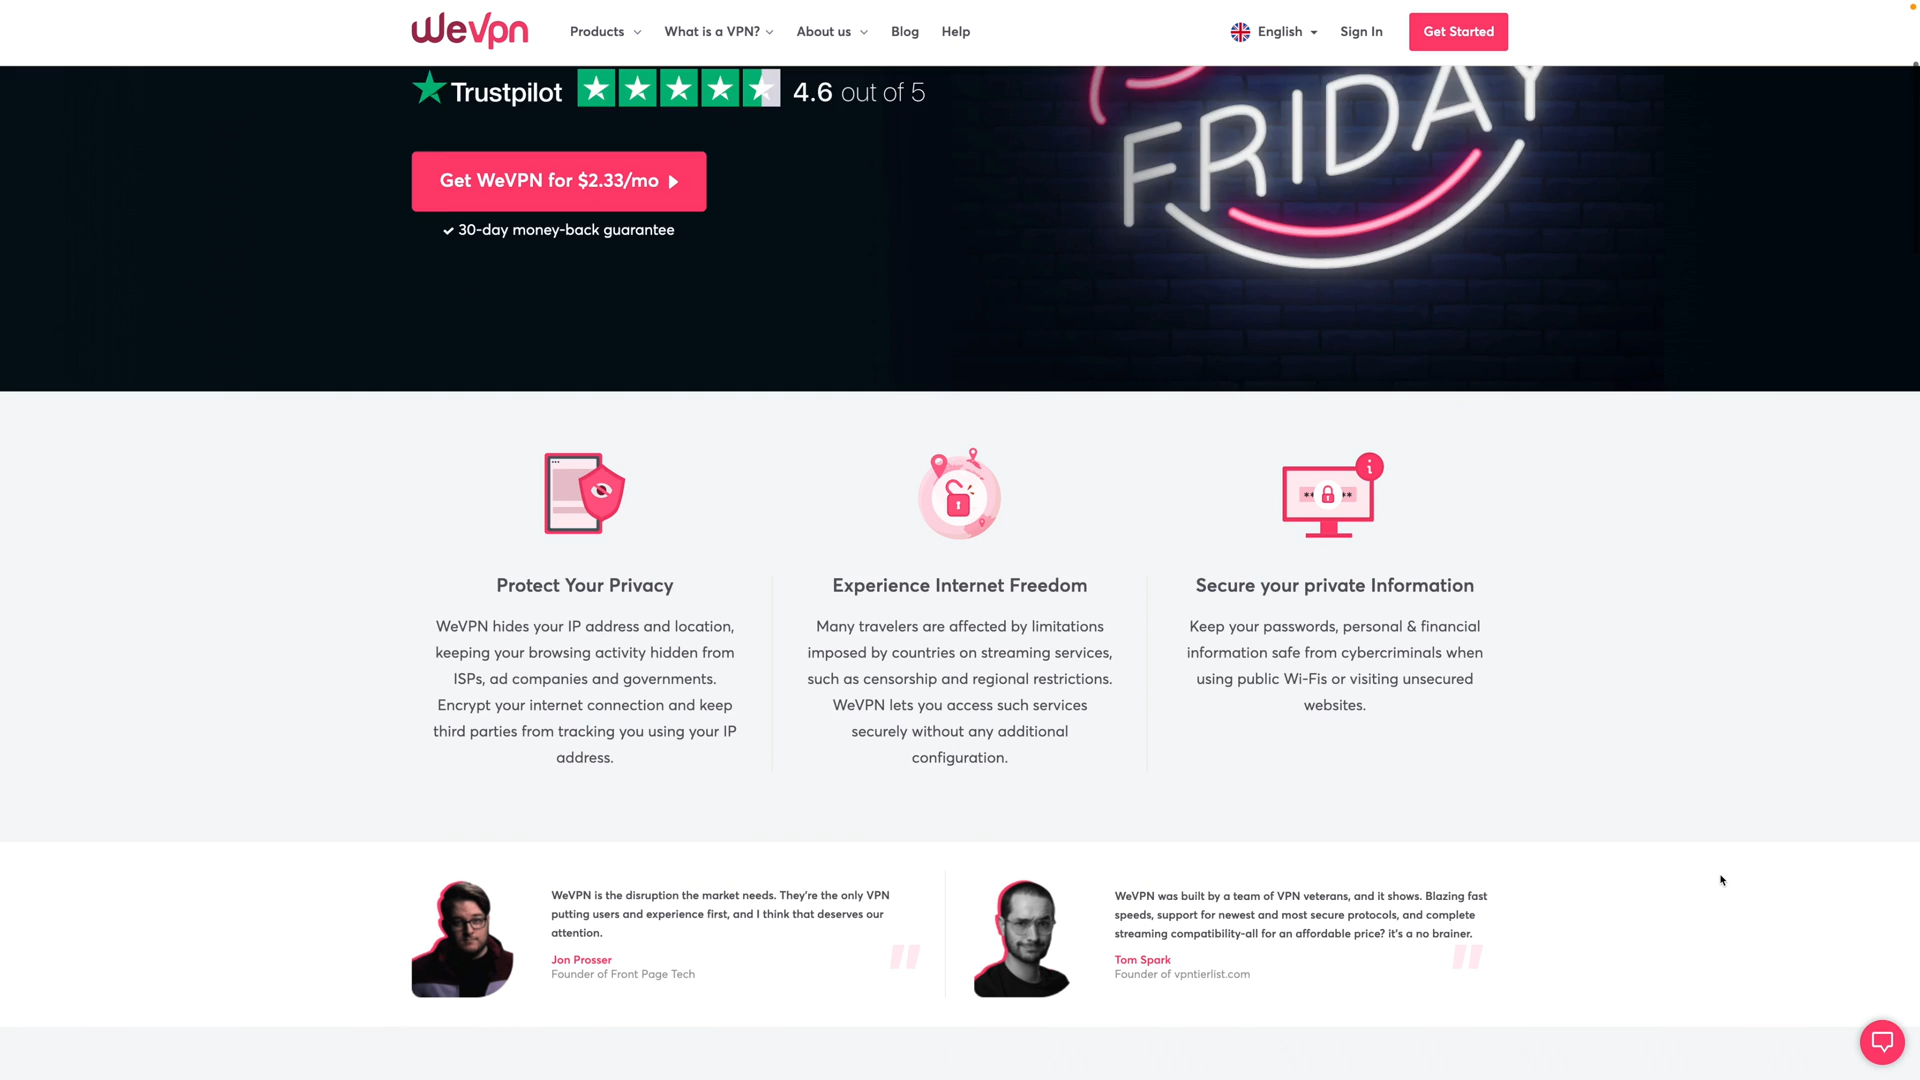 WeVpn
Products
What is a VPN?
About us
Blog
Help
English
Sign In
Get Started
Trustpilot
4.6 out of 5
FRIDAY
Get WeVPN for $2.33/mo
30-day money-back guarantee
i
** **
Protect Your Privacy
WeVPN hides your IP address and location,
keeping your browsing activity hidden from
ISPs, ad companies and governments.
Encrypt your internet connection and keep
third parties from tracking you using your IP
address.
Experience Internet Freedom
Many travelers are affected by limitations
imposed by countries on streaming services,
such as censorship and regional restrictions.
WeVPN lets you access such services
securely without any additional
configuration.
Secure your private Information
Keep your passwords, personal & financial
information safe from cybercriminals when
using public Wi-Fis or visiting unsecured
websites.
WeVPN is the disruption the market needs. They're the only VPN
putting users and experience first, and I think that deserves our
attention.
Jon Prosser
Founder of Front Page Tech
WeVPN was built by a team of VPN veterans, and it shows. Blazing fast
speeds, support for newest and most secure protocols, and complete
streaming compatibility-all for an affordable price? it's a no brainer.
Tom Spark
Founder of vpntierlist.com